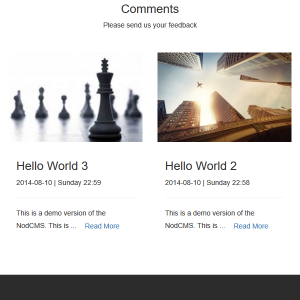 Comments
Please send us your feedback
Hello World 3
2014-08-10 | Sunday 22:59
This is a demo version of the
NodCMS. This is ... Read More
Hello World 2
2014-08-10 | Sunday 22:58
This is a demo version of the
NodCMS. This is ... Read More